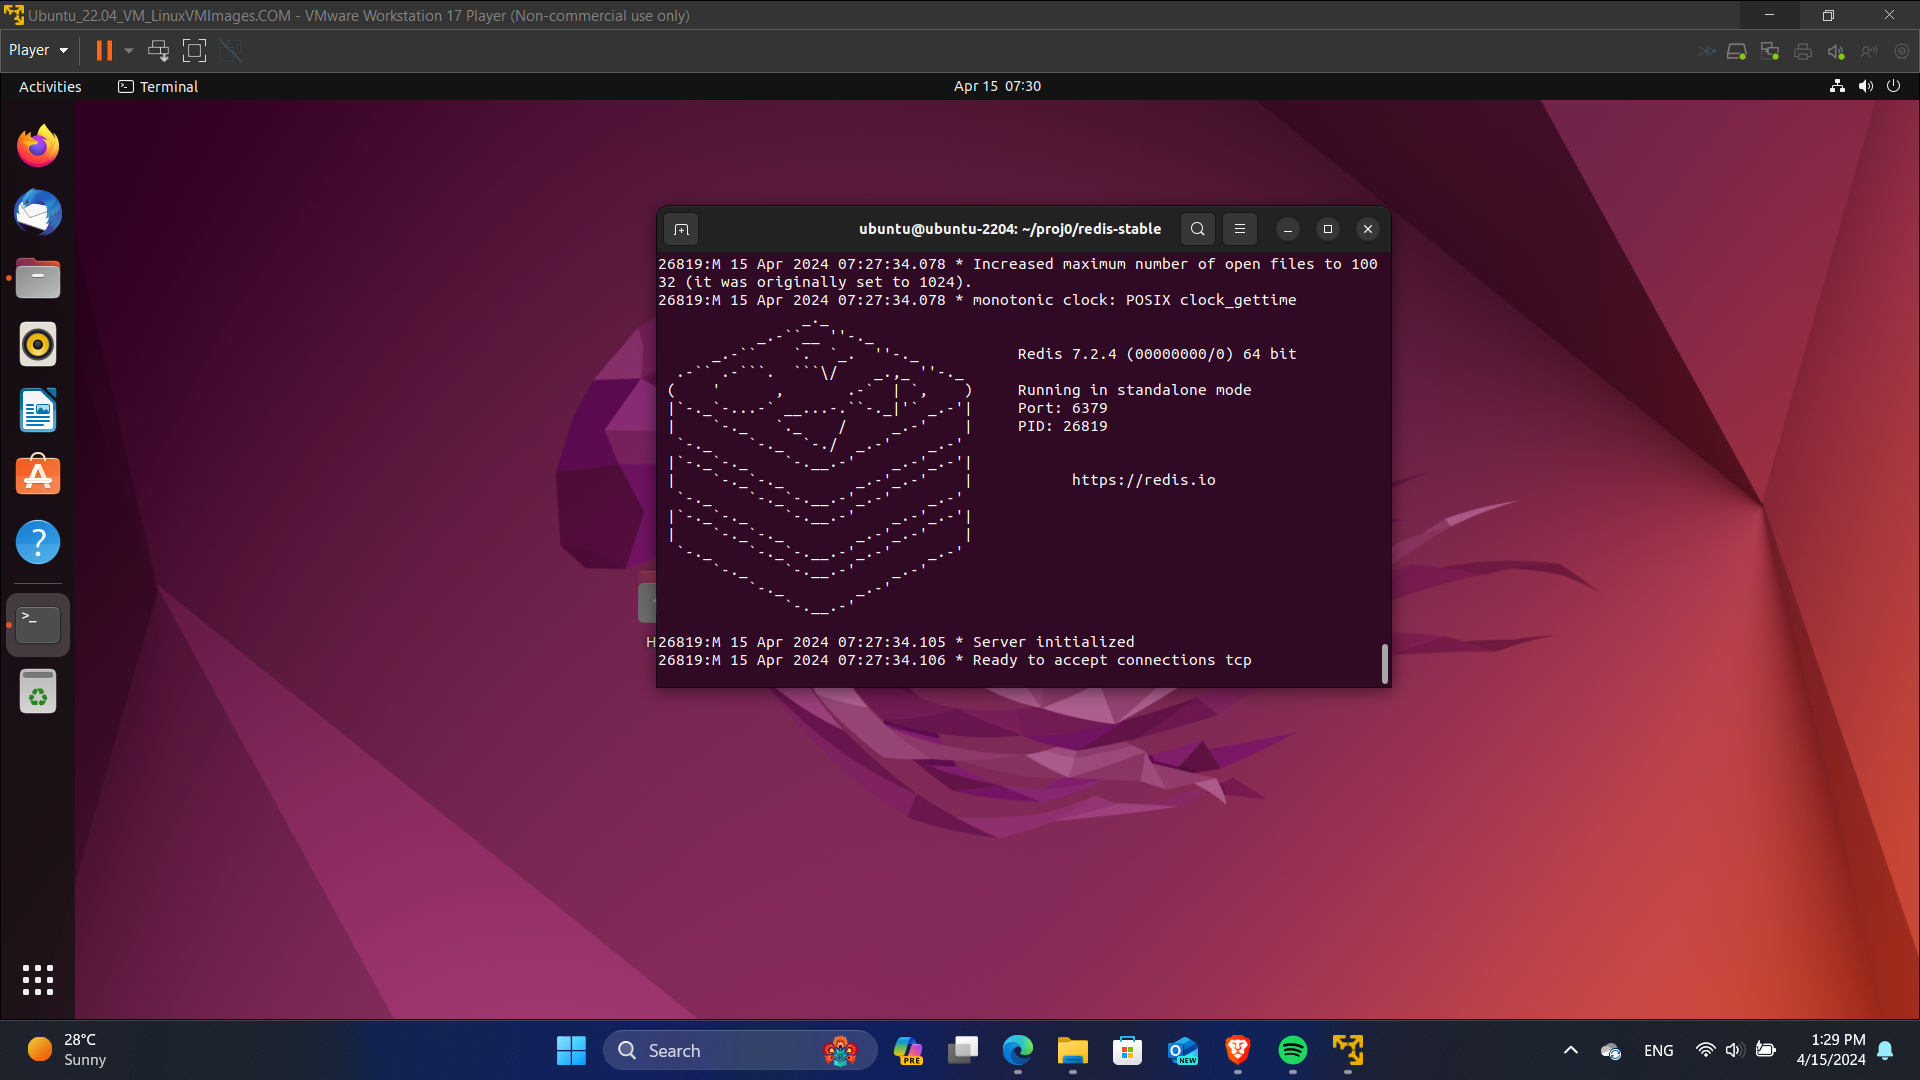 Ubuntu_22.04_VM_LinuxVMImages.COM - VMware Workstation 17 Player (Non-commercial use only)
Player
Activities
Terminal
Apr 15 07:30
ubuntu@ubuntu-2204: ~/proj0/redis-stable
26819:M 15 Apr 2024 07:27:34.078 * Increased maximum number of open files to 100
32 (it was originally set to 1024).
26819:M 15 Apr 2024 07:27:34.078 * monotonic clock: POSIX clock_gettime
Redis 7.2.4 (00000000/0) 64 bit
Running in standalone mode
Port: 6379
PID: 26819
https://redis.io
H
26819:M 15 Apr 2024 07:27:34.105 * Server initialized
26819:M 15 Apr 2024 07:27:34.106 * Ready to accept connections tcp
28°C
Sunny
Search
PRE
NEW
ENG
1:29 PM
4/15/2024